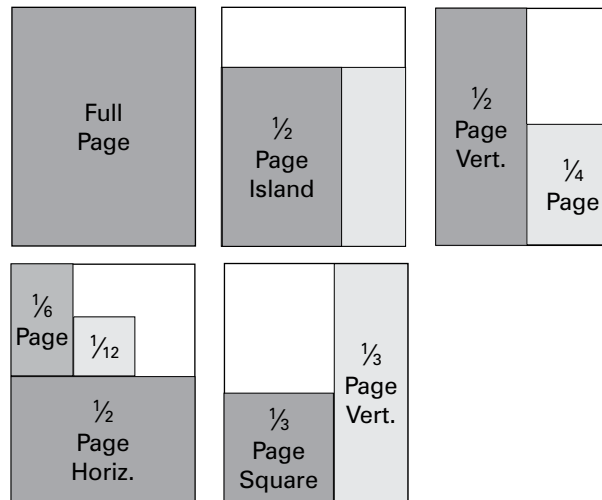 Full
Page
½
Page
Island
½
Page
Vert.
¼
Page
⅙
Page
1⁄12
½
Page
Horiz.
⅓
Page
Square
⅓
Page
Vert.